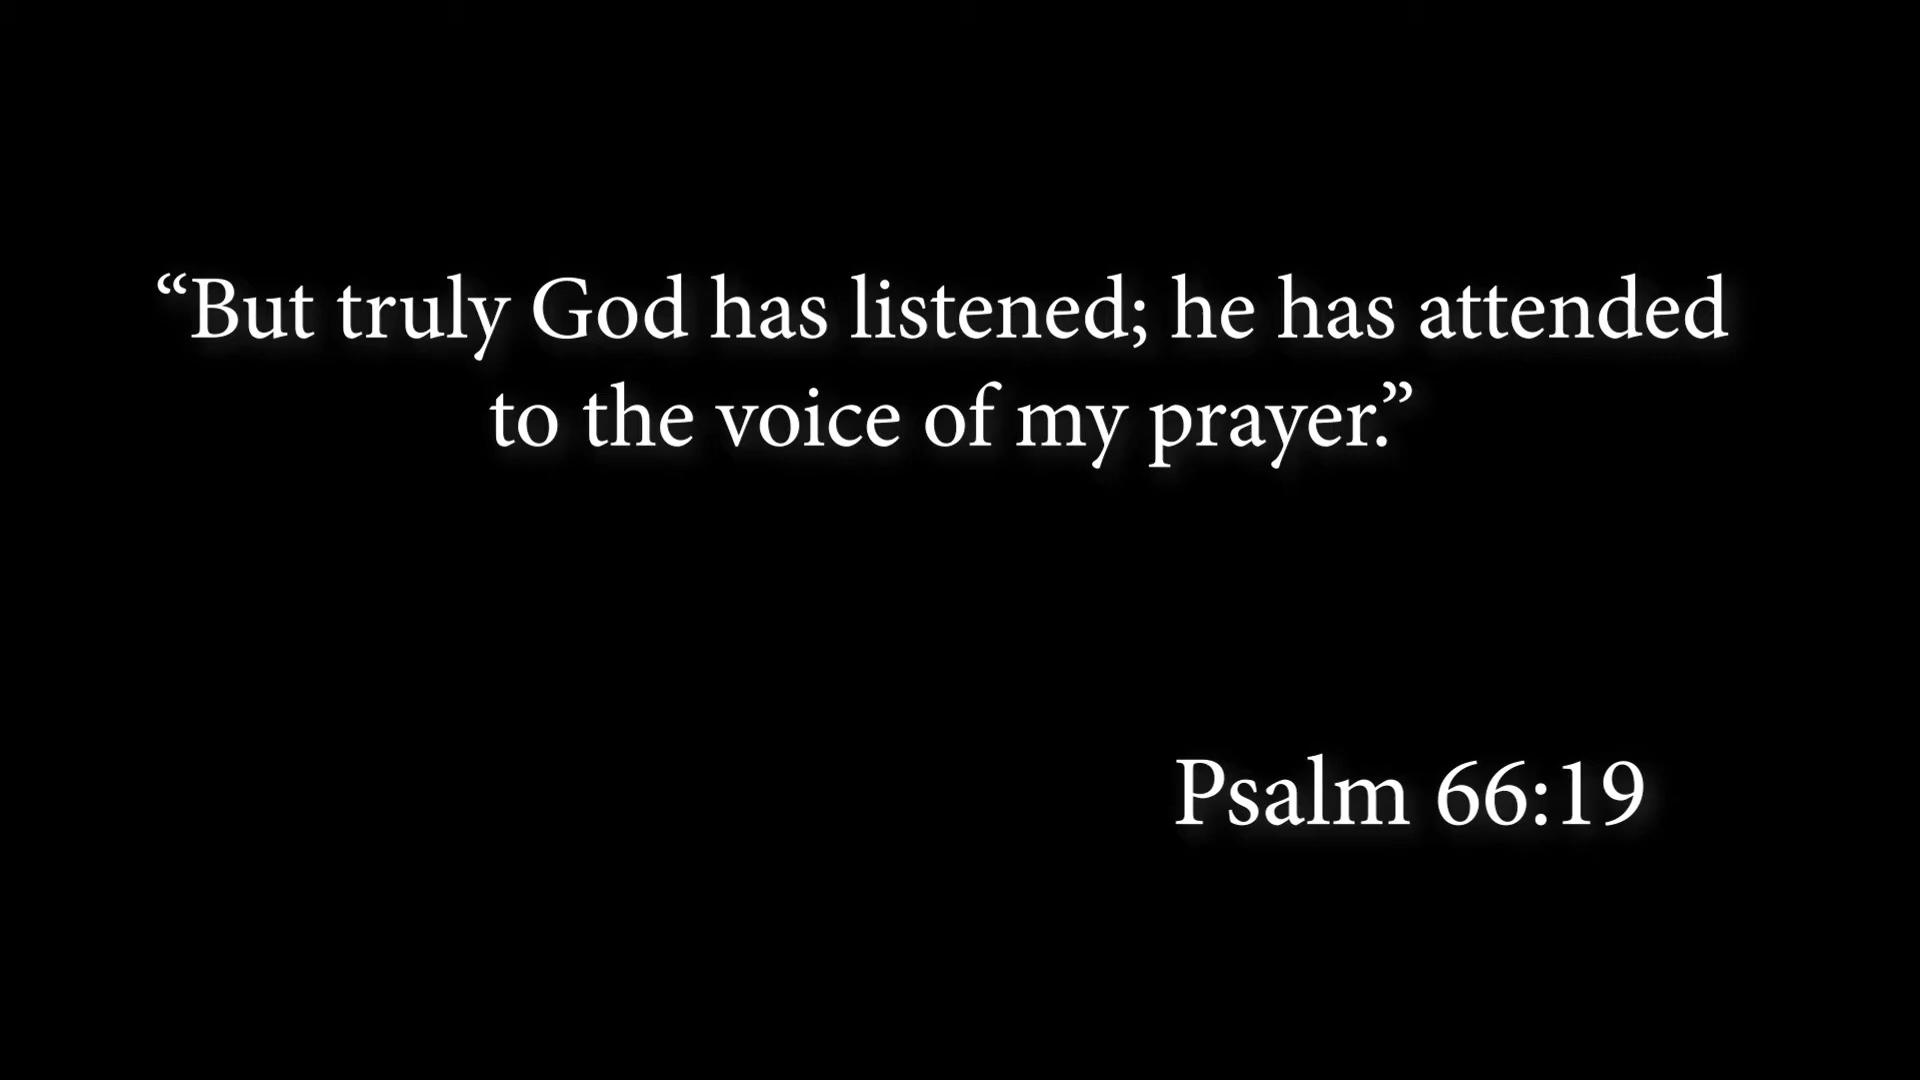 “But truly God has listened; he has attended
to the voice of my prayer.”
Psalm 66:19